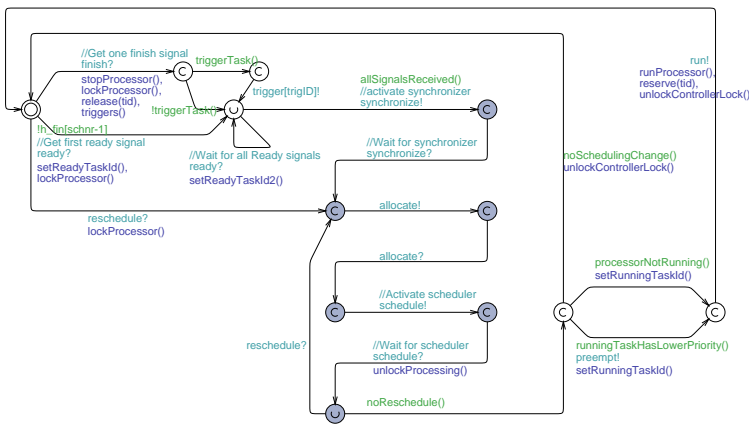 //Get one finish signal
finish?
stopProcessor(),
lockProcessor(),
release(tid),
triggers()
C
triggerTask()
C
trigger[trigID]!
!triggerTask()
U
!h_fin[schnr-1]
//Get first ready signal
ready?
setReadyTaskId(),
lockProcessor()
//Wait for all Ready signals
ready?
setReadyTaskId2()
allSignalsReceived()
//activate synchronizer
synchronize!
C
//Wait for synchronizer
synchronize?
reschedule?
lockProcessor()
C
allocate!
C
allocate?
C
//Activate scheduler
schedule!
C
//Wait for scheduler
schedule?
unlockProcessing()
reschedule?
U
noReschedule()
noSchedulingChange()
unlockControllerLock()
C
processorNotRunning()
setRunningTaskId()
runningTaskHasLowerPriority()
preempt!
setRunningTaskId()
C
run!
runProcessor(),
reserve(tid),
unlockControllerLock()